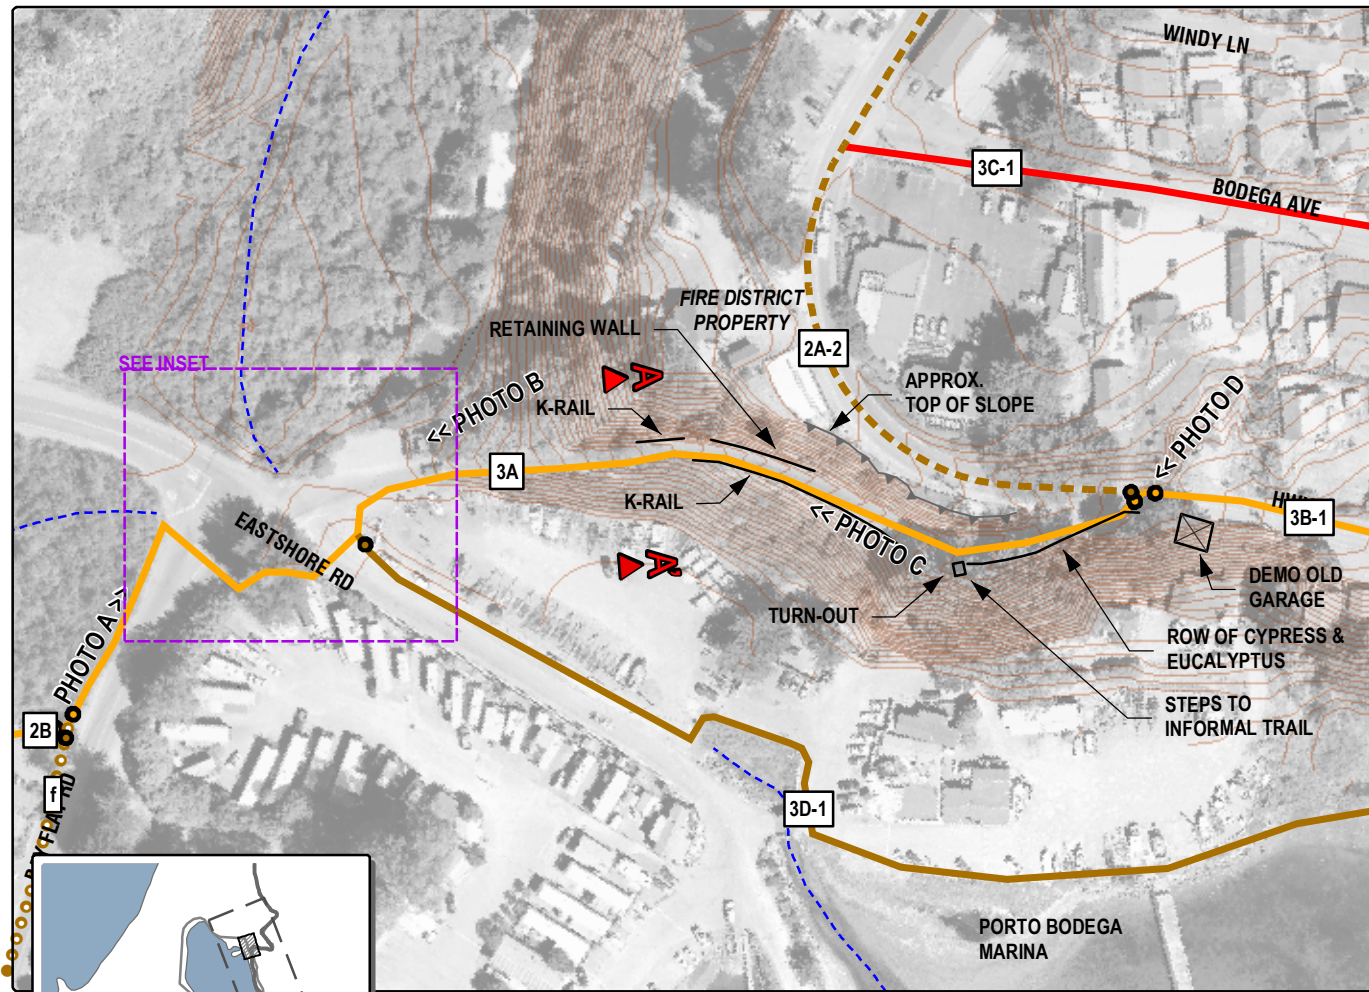 WINDY LN
3C-1
BODEGA AVE
FIRE DISTRICT
PROPERTY
RETAINING WALL
2A-2
SEE INSET
A
APPROX.
TOP OF SLOPE
<< PHOTO B
K-RAIL
<< PHOTO D
3A
K-RAIL
3B-1
EASTSHORE RD
<< PHOTO C
A'
DEMO OLD
GARAGE
TURN-OUT
ROW OF CYPRESS &
EUCALYPTUS
PHOTO A >>
STEPS TO
INFORMAL TRAIL
2B
f
3D-1
PORTO BODEGA
MARINA